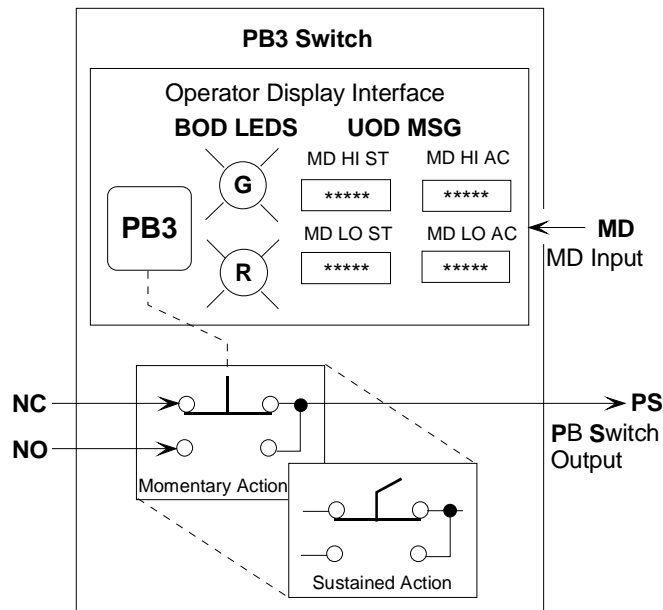 PB3 Switch
Operator Display Interface
BOD LEDS UOD MSG
MD HI ST MD HI AC
G
***** *****
PB3
MD LO ST MD LO AC
R
***** *****
MD
MD Input
NC
PS
NO
PB Switch
Output
Momentary Action
Sustained Action